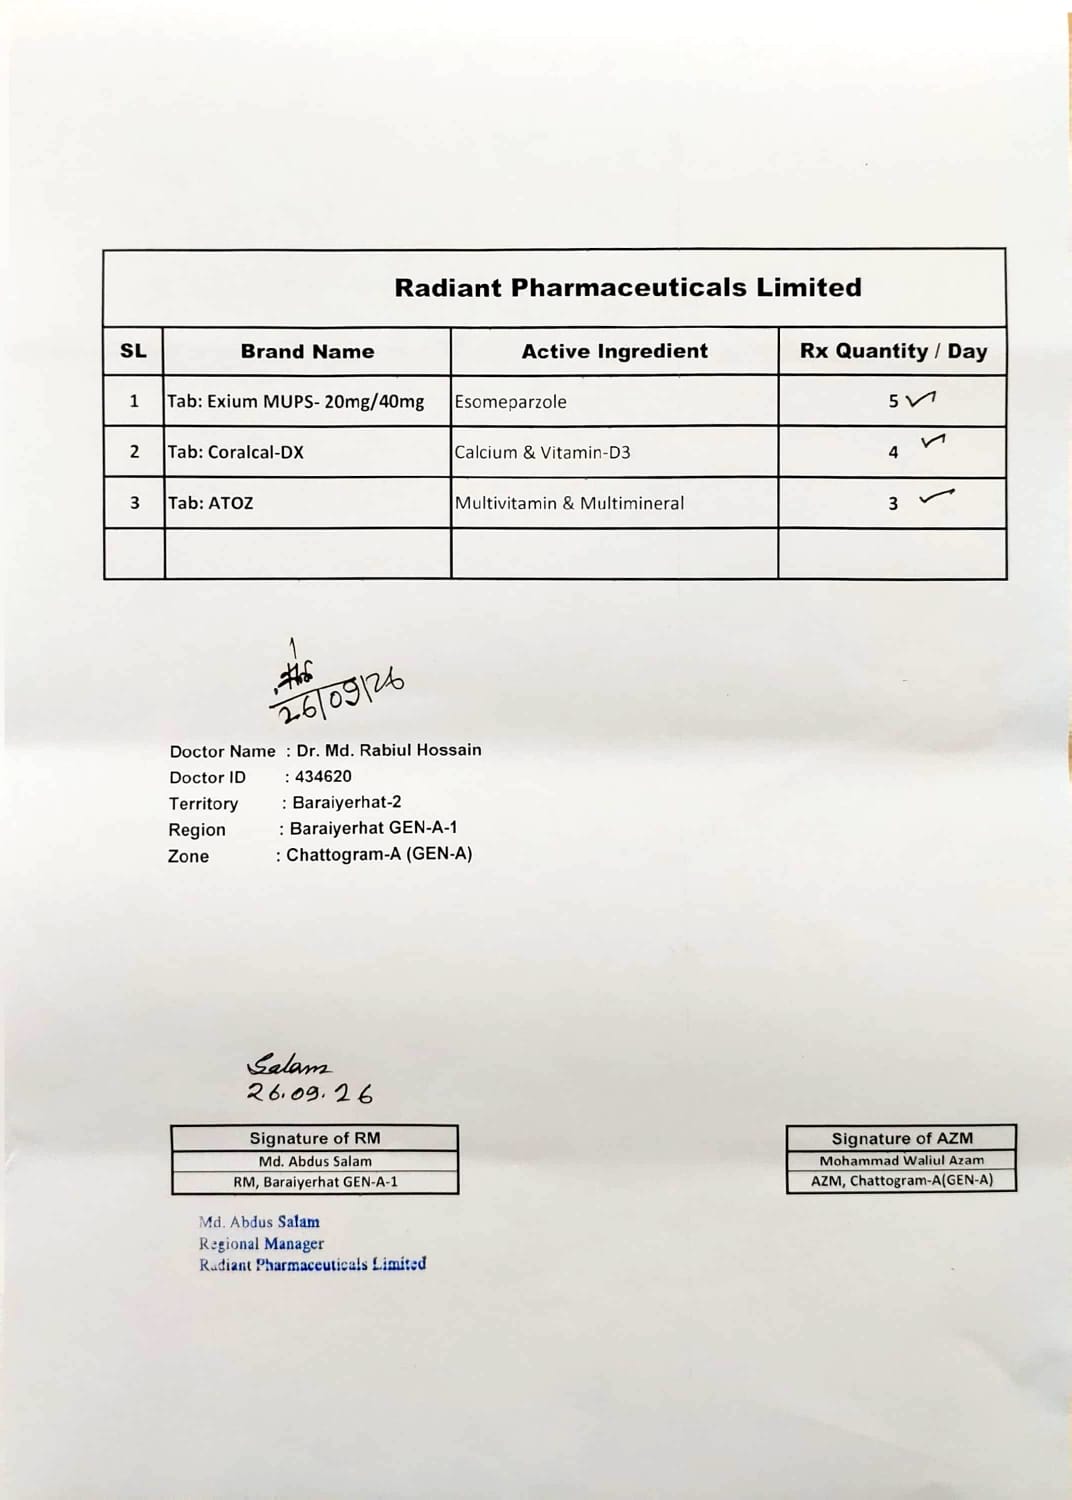 Radiant Pharmaceuticals Limited
SL Brand Name Active Ingredient Rx Quantity / Day
1 Tab: Exium MUPS- 20mg/40mg Esomeparzole 5
2 Tab: Coralcal-DX Calcium & Vitamin-D3 4
3 Tab: ATOZ Multivitamin & Multimineral 3
26/09/26
Doctor Name : Dr. Md. Rabiul Hossain
Doctor ID : 434620
Territory : Baraiyerhat-2
Region : Baraiyerhat GEN-A-1
Zone : Chattogram-A (GEN-A)
Salam
26.09.26
Signature of RM
Md. Abdus Salam
RM, Baraiyerhat GEN-A-1
Signature of AZM
Mohammad Waliul Azam
AZM, Chattogram-A(GEN-A)
Md. Abdus Salam
Regional Manager
Radiant Pharmaceuticals Limited